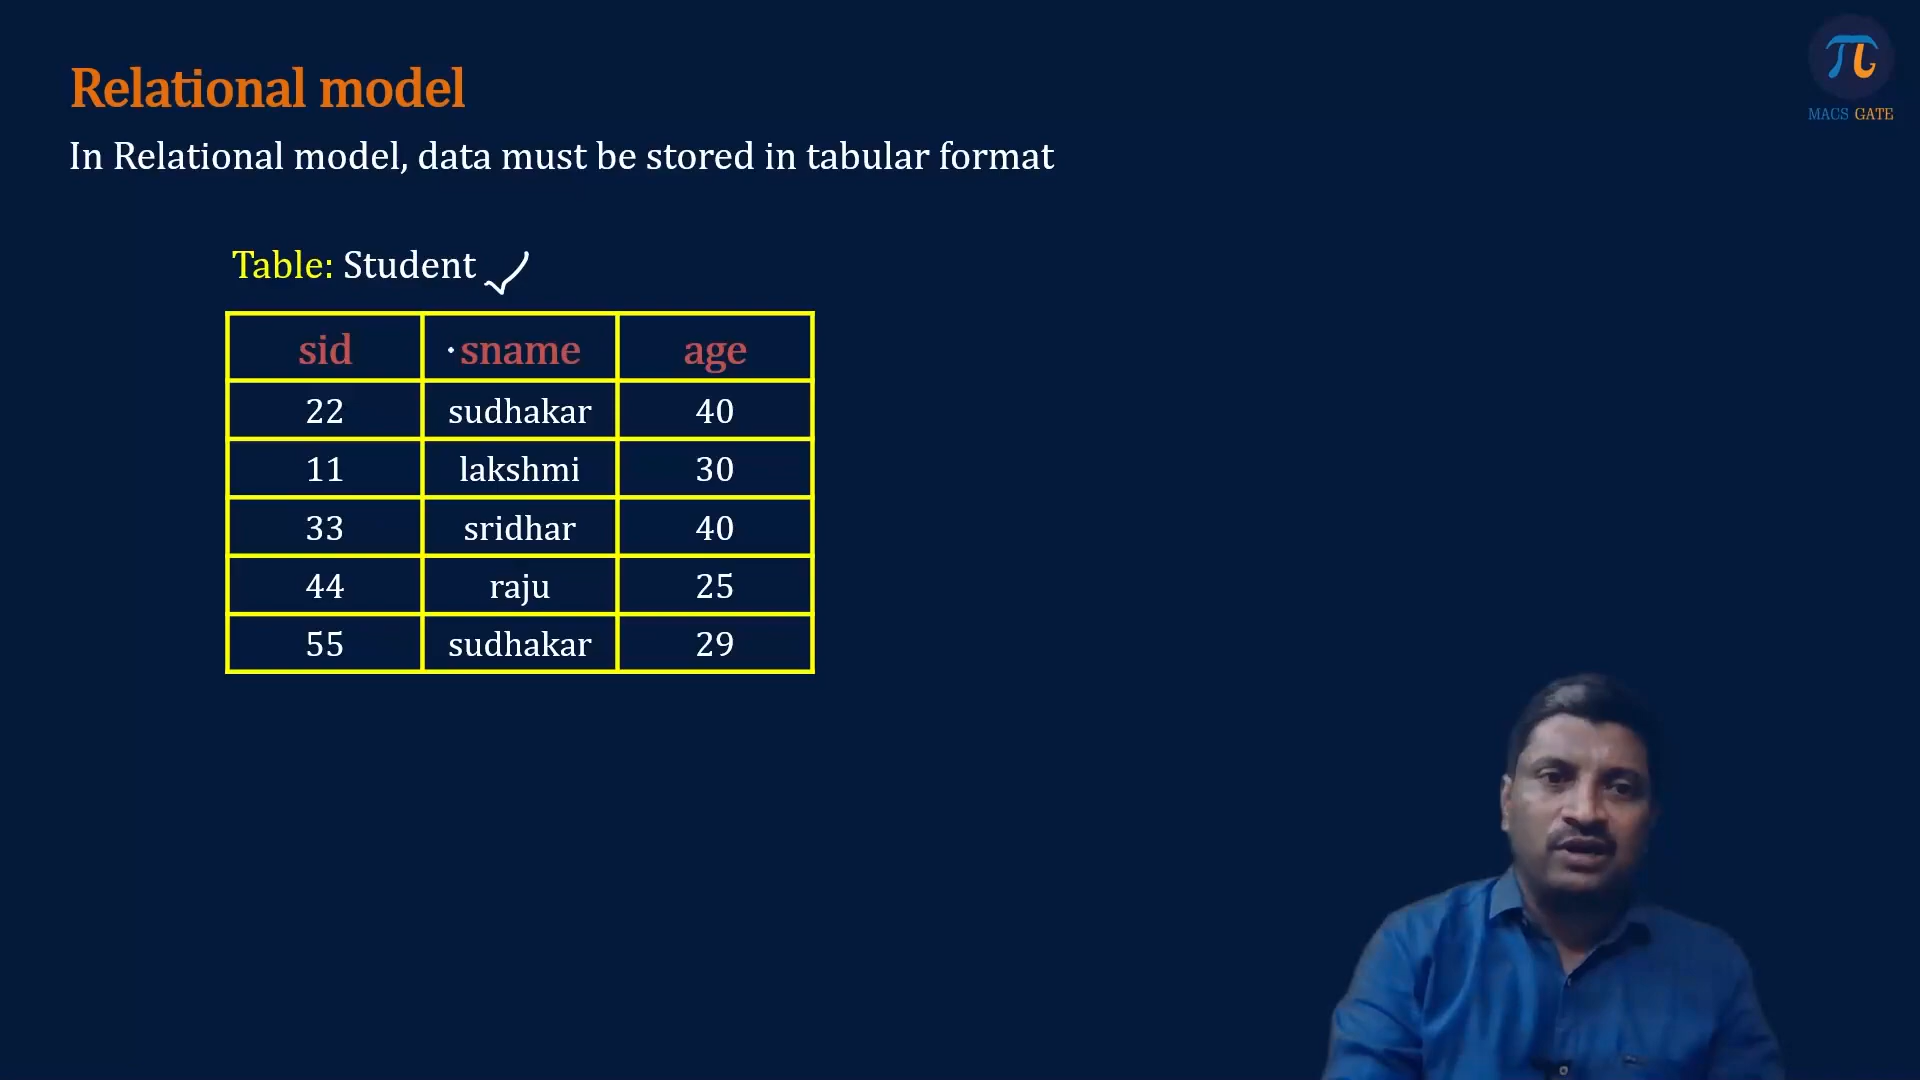 Relational model
In Relational model, data must be stored in tabular format
MACS GATE
Table: Student
sid sname age
22 sudhakar 40
11 lakshmi 30
33 sridhar 40
44 raju 25
55 sudhakar 29